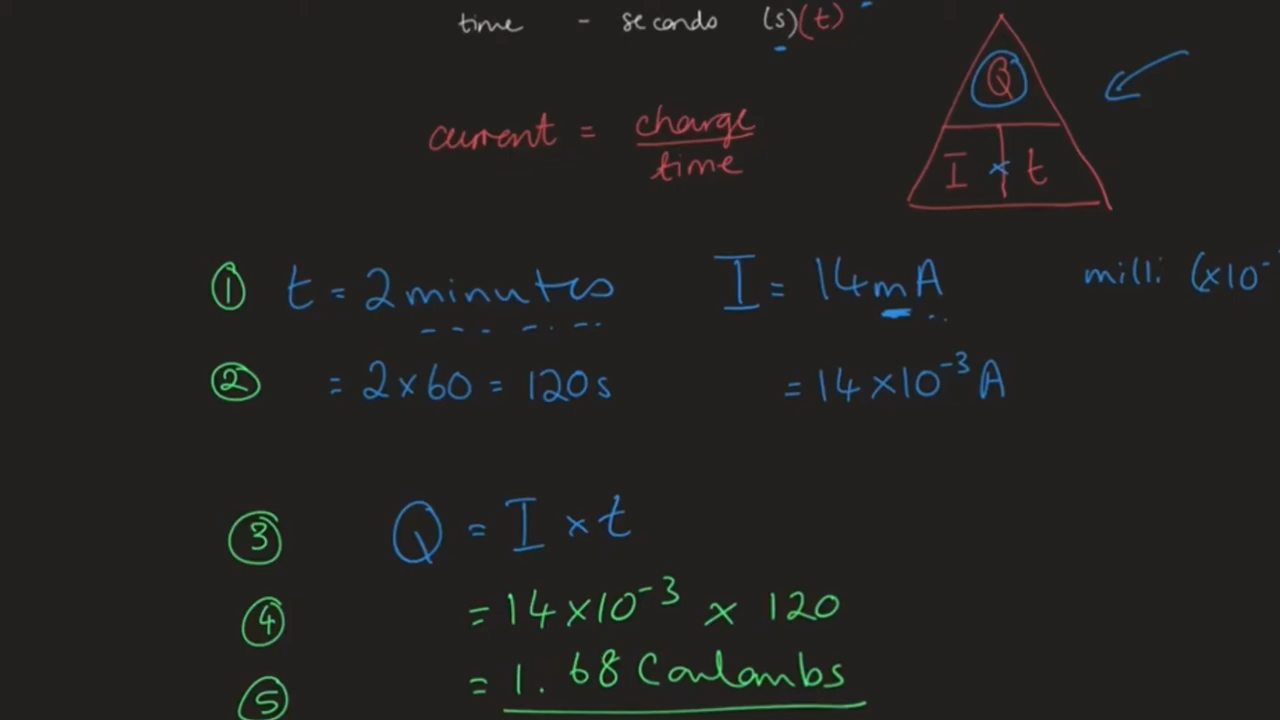 time - seconds (s)(t)
Q
current = charge
time
I × t
① t = 2 minutes I = 14mA milli (×10⁻
② = 2×60 = 120s = 14×10⁻³A
③ Q = I × t
④ = 14×10⁻³ × 120
⑤ = 1.68 Coulombs